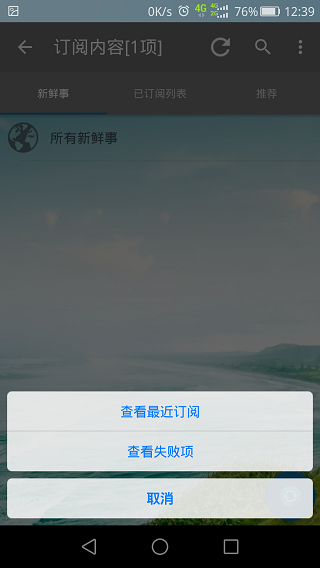 0K/s 4G 4G 2G 76% 12:39
订阅内容[1项]
新鲜事 已订阅列表 推荐
所有新鲜事
查看最近订阅
查看失败项
取消